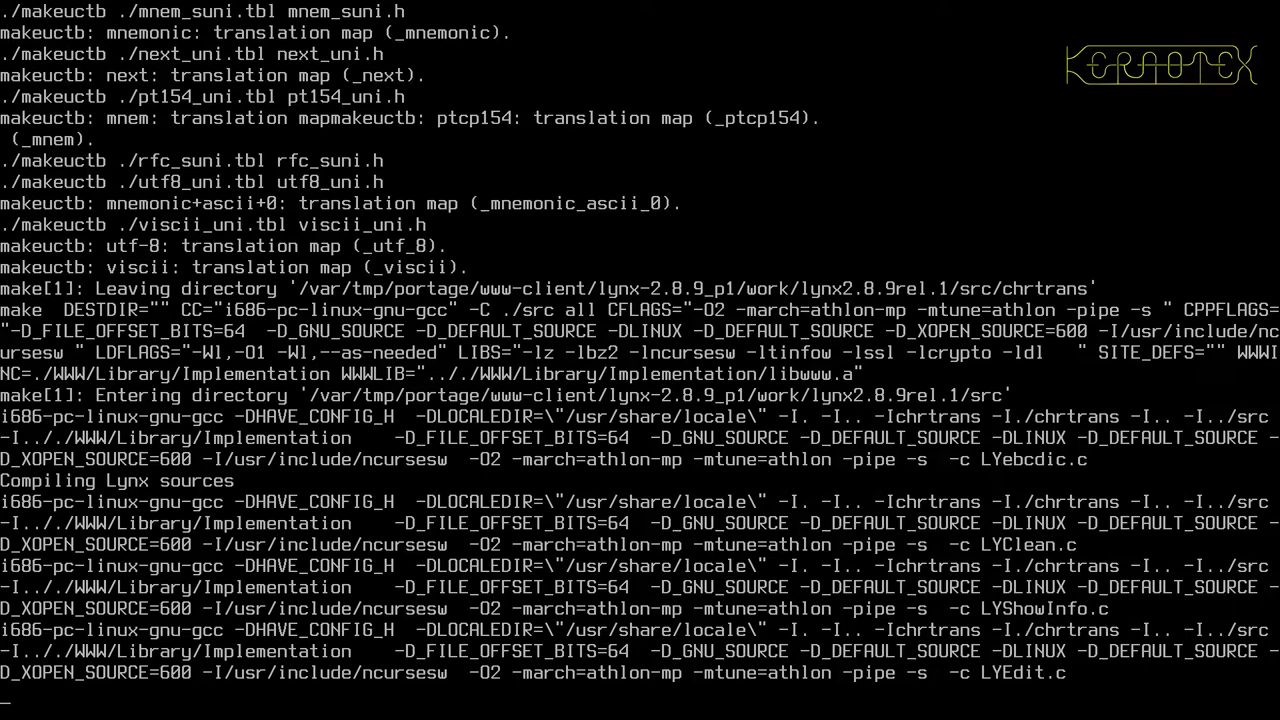 ./makeuctb ./mnem_suni.tbl mnem_suni.h
makeuctb: mnemonic: translation map (_mnemonic).
./makeuctb ./next_uni.tbl next_uni.h
makeuctb: next: translation map (_next).
./makeuctb ./pt154_uni.tbl pt154_uni.h
makeuctb: mnem: translation mapmakeuctb: ptcp154: translation map (_ptcp154).
 (_mnem).
./makeuctb ./rfc_suni.tbl rfc_suni.h
./makeuctb ./utf8_uni.tbl utf8_uni.h
makeuctb: mnemonic+ascii+0: translation map (_mnemonic_ascii_0).
./makeuctb ./viscii_uni.tbl viscii_uni.h
makeuctb: utf-8: translation map (_utf_8).
makeuctb: viscii: translation map (_viscii).
make[1]: Leaving directory '/var/tmp/portage/www-client/lynx-2.8.9_p1/work/lynx2.8.9rel.1/src/chrtrans'
make  DESTDIR="" CC="i686-pc-linux-gnu-gcc" -C ./src all CFLAGS="-O2 -march=athlon-mp -mtune=athlon -pipe -s " CPPFLAGS=
"-D_FILE_OFFSET_BITS=64  -D_GNU_SOURCE -D_DEFAULT_SOURCE -DLINUX -D_DEFAULT_SOURCE -D_XOPEN_SOURCE=600 -I/usr/include/nc
ursesw " LDFLAGS="-Wl,-O1 -Wl,--as-needed" LIBS="-lz -lbz2 -lncursesw -ltinfow -lssl -lcrypto -ldl   " SITE_DEFS="" WWWI
NC=./WWW/Library/Implementation WWWLIB=".././WWW/Library/Implementation/libwww.a"
make[1]: Entering directory '/var/tmp/portage/www-client/lynx-2.8.9_p1/work/lynx2.8.9rel.1/src'
i686-pc-linux-gnu-gcc -DHAVE_CONFIG_H  -DLOCALEDIR=\"/usr/share/locale\" -I. -I.. -Ichrtrans -I./chrtrans -I.. -I../src
-I.././WWW/Library/Implementation    -D_FILE_OFFSET_BITS=64  -D_GNU_SOURCE -D_DEFAULT_SOURCE -DLINUX -D_DEFAULT_SOURCE -
D_XOPEN_SOURCE=600 -I/usr/include/ncursesw  -O2 -march=athlon-mp -mtune=athlon -pipe -s  -c LYebcdic.c
Compiling Lynx sources
i686-pc-linux-gnu-gcc -DHAVE_CONFIG_H  -DLOCALEDIR=\"/usr/share/locale\" -I. -I.. -Ichrtrans -I./chrtrans -I.. -I../src
-I.././WWW/Library/Implementation    -D_FILE_OFFSET_BITS=64  -D_GNU_SOURCE -D_DEFAULT_SOURCE -DLINUX -D_DEFAULT_SOURCE -
D_XOPEN_SOURCE=600 -I/usr/include/ncursesw  -O2 -march=athlon-mp -mtune=athlon -pipe -s  -c LYClean.c
i686-pc-linux-gnu-gcc -DHAVE_CONFIG_H  -DLOCALEDIR=\"/usr/share/locale\" -I. -I.. -Ichrtrans -I./chrtrans -I.. -I../src
-I.././WWW/Library/Implementation    -D_FILE_OFFSET_BITS=64  -D_GNU_SOURCE -D_DEFAULT_SOURCE -DLINUX -D_DEFAULT_SOURCE -
D_XOPEN_SOURCE=600 -I/usr/include/ncursesw  -O2 -march=athlon-mp -mtune=athlon -pipe -s  -c LYShowInfo.c
i686-pc-linux-gnu-gcc -DHAVE_CONFIG_H  -DLOCALEDIR=\"/usr/share/locale\" -I. -I.. -Ichrtrans -I./chrtrans -I.. -I../src
-I.././WWW/Library/Implementation    -D_FILE_OFFSET_BITS=64  -D_GNU_SOURCE -D_DEFAULT_SOURCE -DLINUX -D_DEFAULT_SOURCE -
D_XOPEN_SOURCE=600 -I/usr/include/ncursesw  -O2 -march=athlon-mp -mtune=athlon -pipe -s  -c LYEdit.c